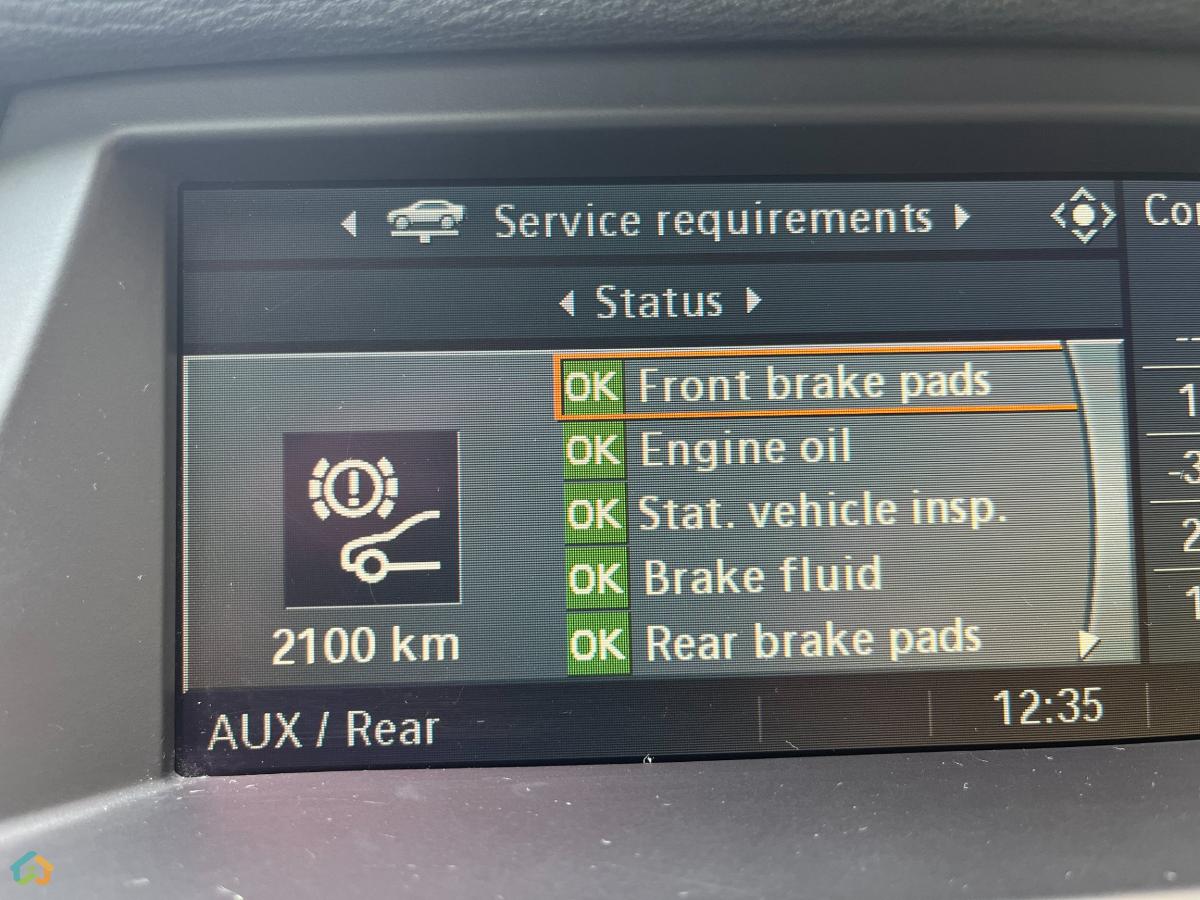 Service requirements
Status
OK Front brake pads
OK Engine oil
OK Stat. vehicle insp.
OK Brake fluid
OK Rear brake pads
2100 km
AUX / Rear
12:35